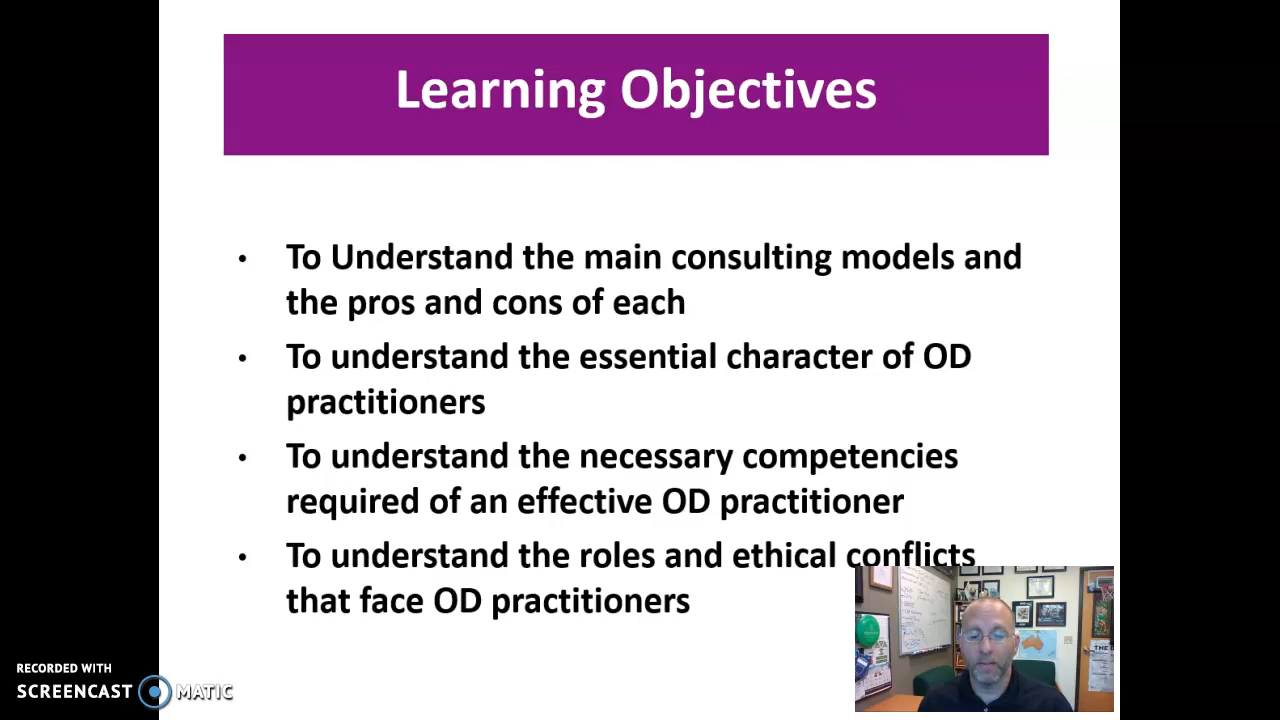 Learning Objectives
• To Understand the main consulting models and
the pros and cons of each
• To understand the essential character of OD
practitioners
• To understand the necessary competencies
required of an effective OD practitioner
• To understand the roles and ethical conflicts
that face OD practitioners
RECORDED WITH
SCREENCAST MATIC